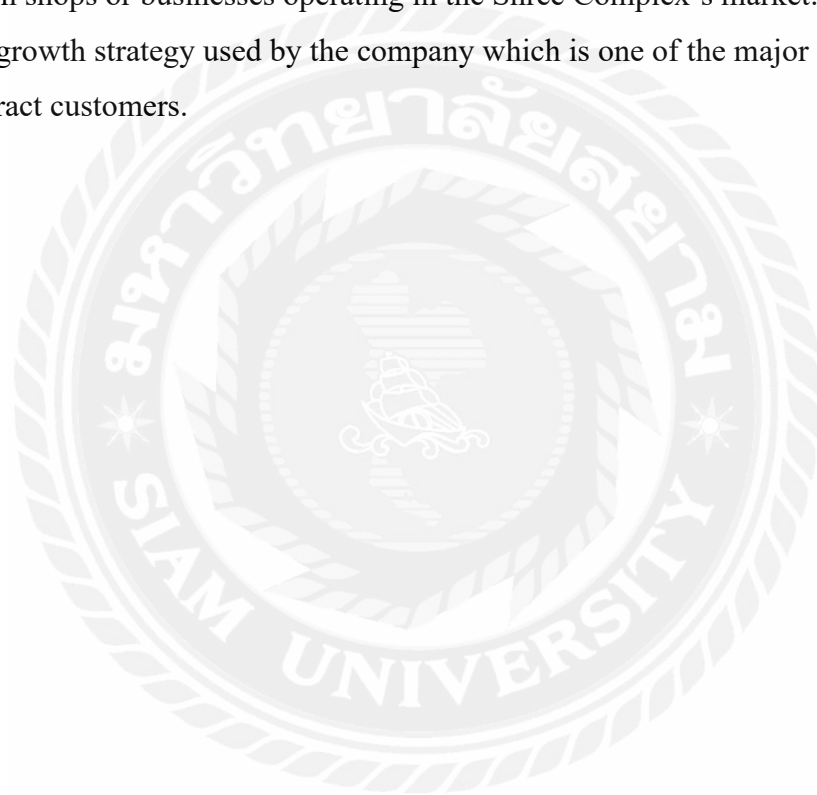 shops or businesses operating in the Shree Complex's market.
growth strategy used by the company which is one of the major
ract customers.
มหาวิทยาลัยสยาม
SIAM UNIVERSITY